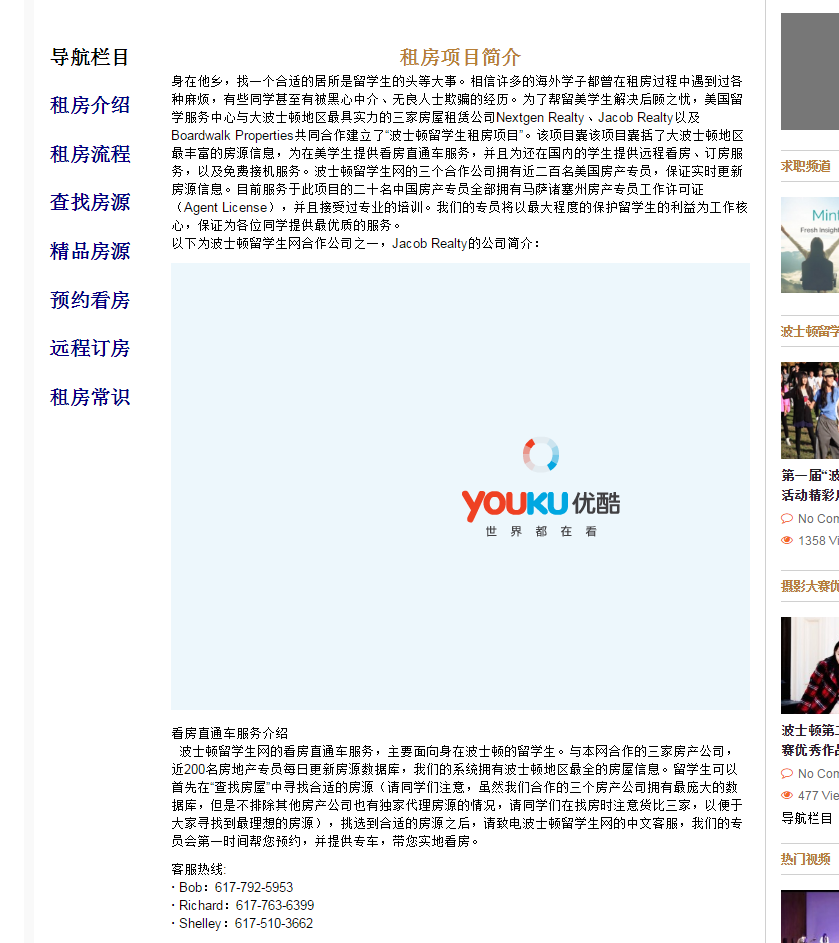 导航栏目
租房介绍
租房流程
查找房源
精品房源
预约看房
远程订房
租房常识
租房项目简介
身在他乡，找一个合适的居所是留学生的头等大事。相信许多的海外学子都曾在租房过程中遇到过各
种麻烦，有些同学甚至有被黑心中介、无良人士欺骗的经历。为了帮留美学生解决后顾之忧，美国留
学服务中心与大波士顿地区最具实力的三家房屋租赁公司Nextgen Realty、Jacob Realty以及
Boardwalk Properties共同合作建立了“波士顿留学生租房项目”。该项目囊该项目囊括了大波士顿地区
最丰富的房源信息，为在美学生提供看房直通车服务，并且为还在国内的学生提供远程看房、订房服
务，以及免费接机服务。波士顿留学生网的三个合作公司拥有近二百名美国房产专员，保证实时更新
房源信息。目前服务于此项目的二十名中国房产专员全部拥有马萨诸塞州房产专员工作许可证
（Agent License），并且接受过专业的培训。我们的专员将以最大程度的保护留学生的利益为工作核
心，保证为各位同学提供最优质的服务。
以下为波士顿留学生网合作公司之一，Jacob Realty的公司简介：
YOUKU 优酷
世界都在看
看房直通车服务介绍
波士顿留学生网的看房直通车服务，主要面向身在波士顿的留学生。与本网合作的三家房产公司，
近200名房地产专员每日更新房源数据库，我们的系统拥有波士顿地区最全的房屋信息。留学生可以
首先在“查找房屋”中寻找合适的房源（请同学们注意，虽然我们合作的三个房产公司拥有最庞大的数
据库，但是不排除其他房产公司也有独家代理房源的情况，请同学们在找房时注意货比三家，以便于
大家寻找到最理想的房源），挑选到合适的房源之后，请致电波士顿留学生网的中文客服，我们的专
员会第一时间帮您预约，并提供专车，带您实地看房。
客服热线:
· Bob：617-792-5953
· Richard：617-763-6399
· Shelley：617-510-3662
求职频道
Mint
Fresh Insight
波士顿留学
第一届“波
活动精彩
No Com
1358 Vi
摄影大赛优
波士顿第二
赛优秀作品
No Com
477 Vie
导航栏目
热门视频